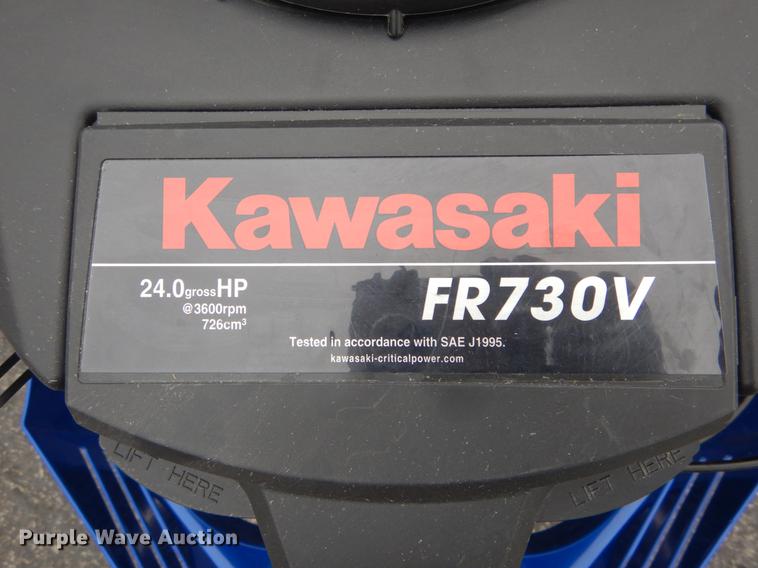 Kawasaki
24.0grossHP
@3600rpm
726cm³
FR730V
Tested in accordance with SAE J1995.
kawasaki-criticalpower.com
LIFT HERE
LIFT HERE
Purple Wave Auction